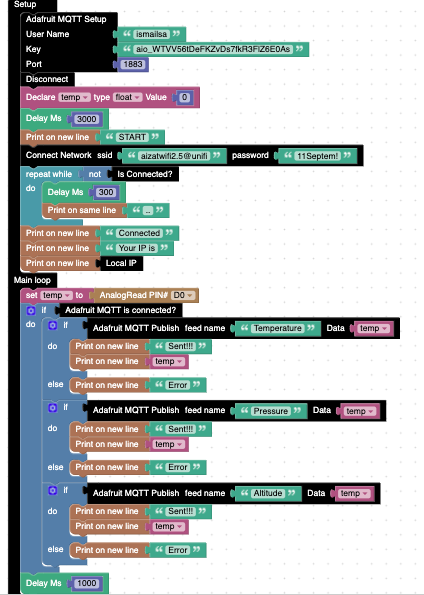 Setup
Adafruit MQTT Setup
User Name “ ismailsa ”
Key “ aio_WTVV56tDeFKZvDs7fkR3FlZ6E0As ”
Port 1883
Disconnect
Declare temp type float Value 0
Delay Ms 3000
Print on new line “ START ”
Connect Network ssid “ aizatwifi2.5@unifi ” password “ 11Septem! ”
repeat while not Is Connected?
do Delay Ms 300
Print on same line “ .. ”
Print on new line “ Connected ”
Print on new line “ Your IP is ”
Print on new line Local IP
Main loop
set temp to AnalogRead PIN# D0
if Adafruit MQTT is connected?
do if Adafruit MQTT Publish feed name “ Temperature ” Data temp
do Print on new line “ Sent!!! ”
Print on new line temp
else Print on new line “ Error ”
if Adafruit MQTT Publish feed name “ Pressure ” Data temp
do Print on new line “ Sent!!! ”
Print on new line temp
else Print on new line “ Error ”
if Adafruit MQTT Publish feed name “ Altitude ” Data temp
do Print on new line “ Sent!!! ”
Print on new line temp
else Print on new line “ Error ”
Delay Ms 1000